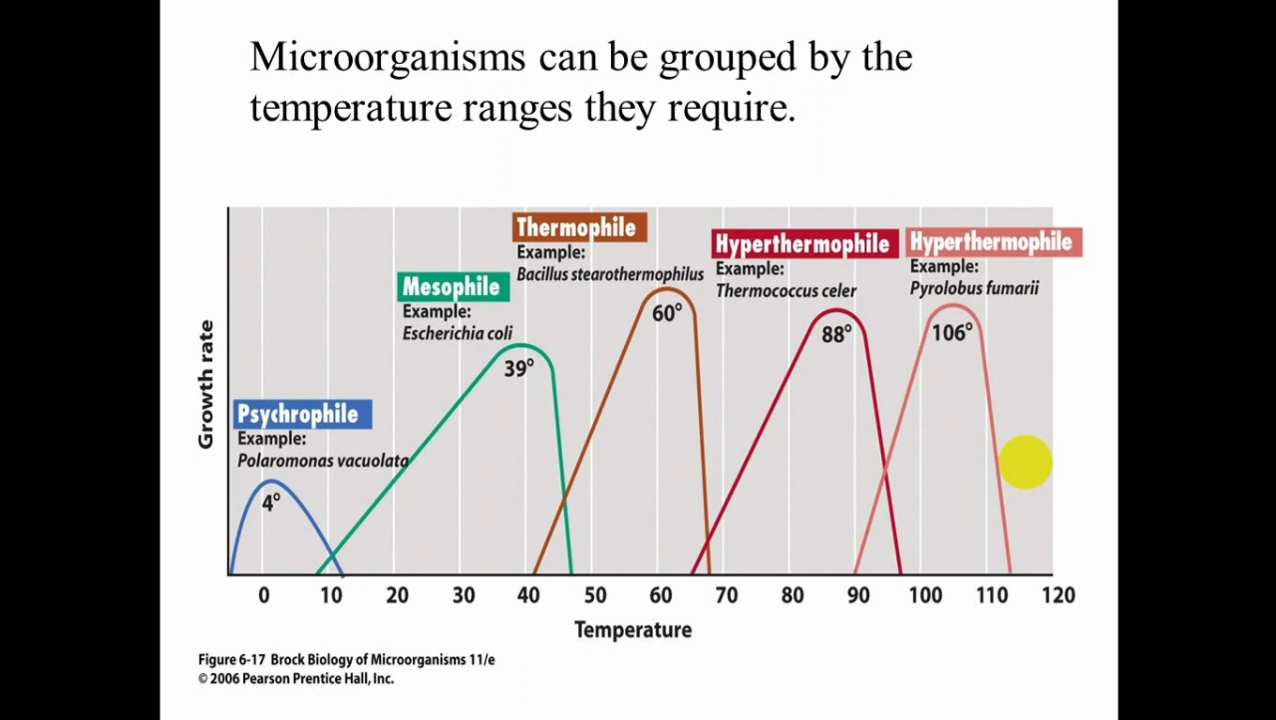 Microorganisms can be grouped by the
temperature ranges they require.
Thermophile
Example:
Bacillus stearothermophilus
Hyperthermophile
Example:
Thermococcus celer
Hyperthermophile
Example:
Pyrolobus fumarii
Mesophile
Example:
Escherichia coli
60°
88°
106°
39°
Psychrophile
Example:
Polaromonas vacuolata
4°
Growth rate
0 10 20 30 40 50 60 70 80 90 100 110 120
Temperature
Figure 6-17 Brock Biology of Microorganisms 11/e
© 2006 Pearson Prentice Hall, Inc.